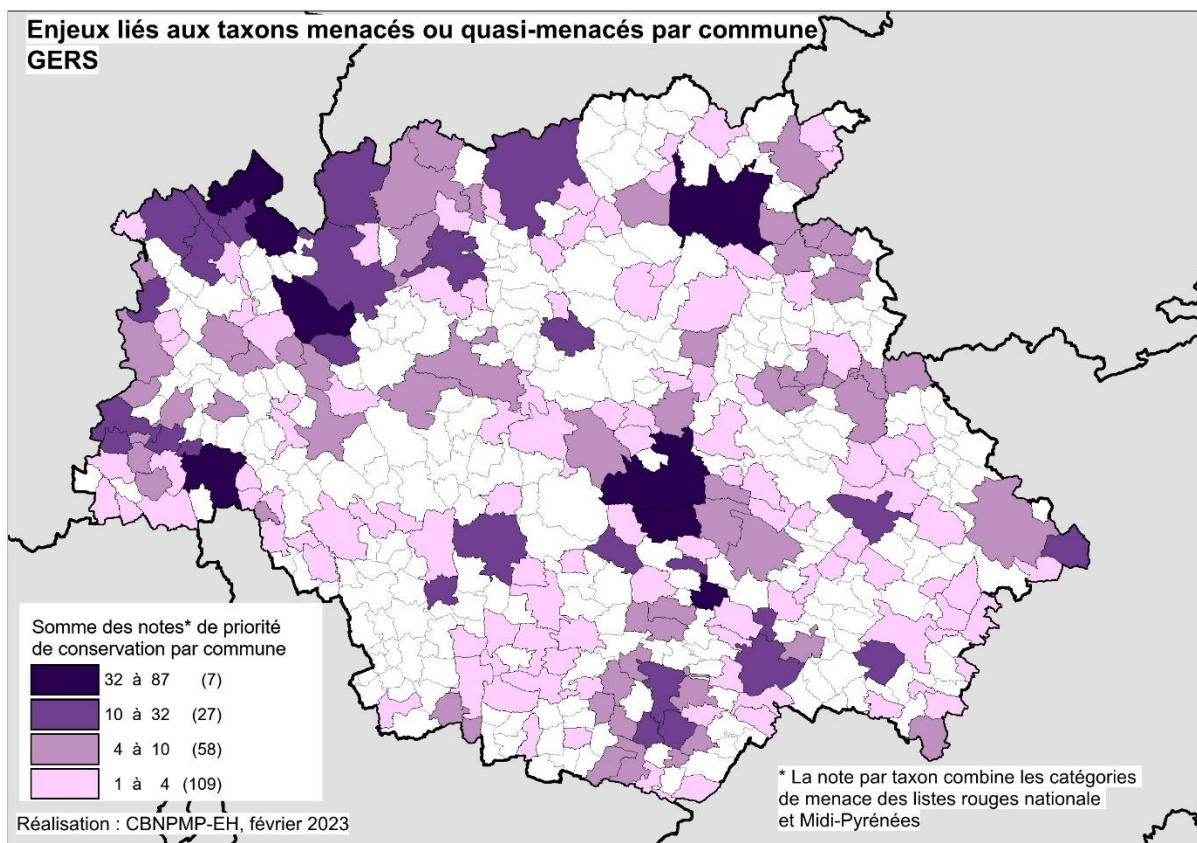 Enjeux liés aux taxons menacés ou quasi-menacés par commune
GERS
Somme des notes* de priorité
de conservation par commune
32 à 87 (7)
10 à 32 (27)
4 à 10 (58)
1 à 4 (109)
Réalisation : CBNPMP-EH, février 2023
* La note par taxon combine les catégories
de menace des listes rouges nationale
et Midi-Pyrénées